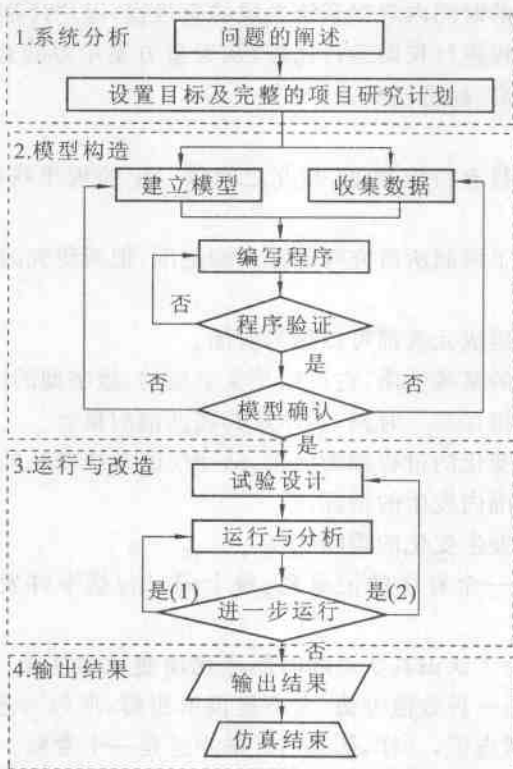 1.系统分析
问题的阐述
设置目标及完整的项目研究计划
2.模型构造
建立模型
收集数据
编写程序
否
程序验证
是
否
模型确认
否
是
3.运行与改造
试验设计
运行与分析
是(1)
是(2)
进一步运行
否
4.输出结果
输出结果
仿真结束